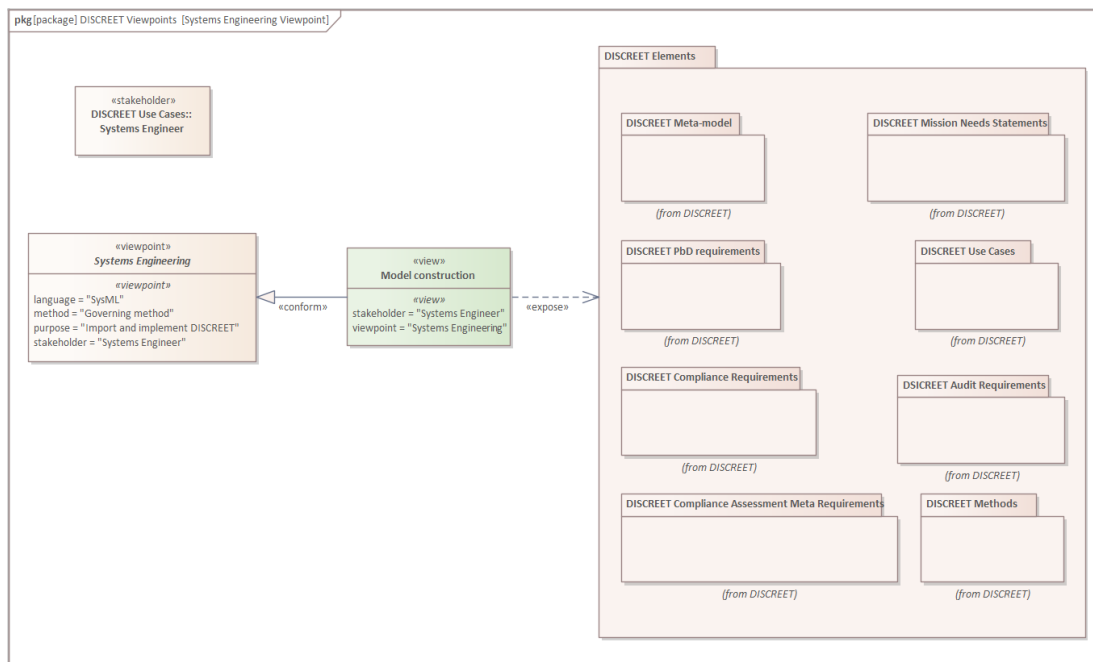 pkg [package] DISCREET Viewpoints [Systems Engineering Viewpoint]
«stakeholder»
DISCREET Use Cases::
Systems Engineer
«viewpoint»
Systems Engineering
«viewpoint»
language = "SysML"
method = "Governing method"
purpose = "Import and implement DISCREET"
stakeholder = "Systems Engineer"
«conform»
«view»
Model construction
«view»
stakeholder = "Systems Engineer"
viewpoint = "Systems Engineering"
«expose»
DISCREET Elements
DISCREET Meta-model
(from DISCREET)
DISCREET Mission Needs Statements
(from DISCREET)
DISCREET PbD requirements
(from DISCREET)
DISCREET Use Cases
(from DISCREET)
DISCREET Compliance Requirements
(from DISCREET)
DSICREET Audit Requirements
(from DISCREET)
DISCREET Compliance Assessment Meta Requirements
(from DISCREET)
DISCREET Methods
(from DISCREET)